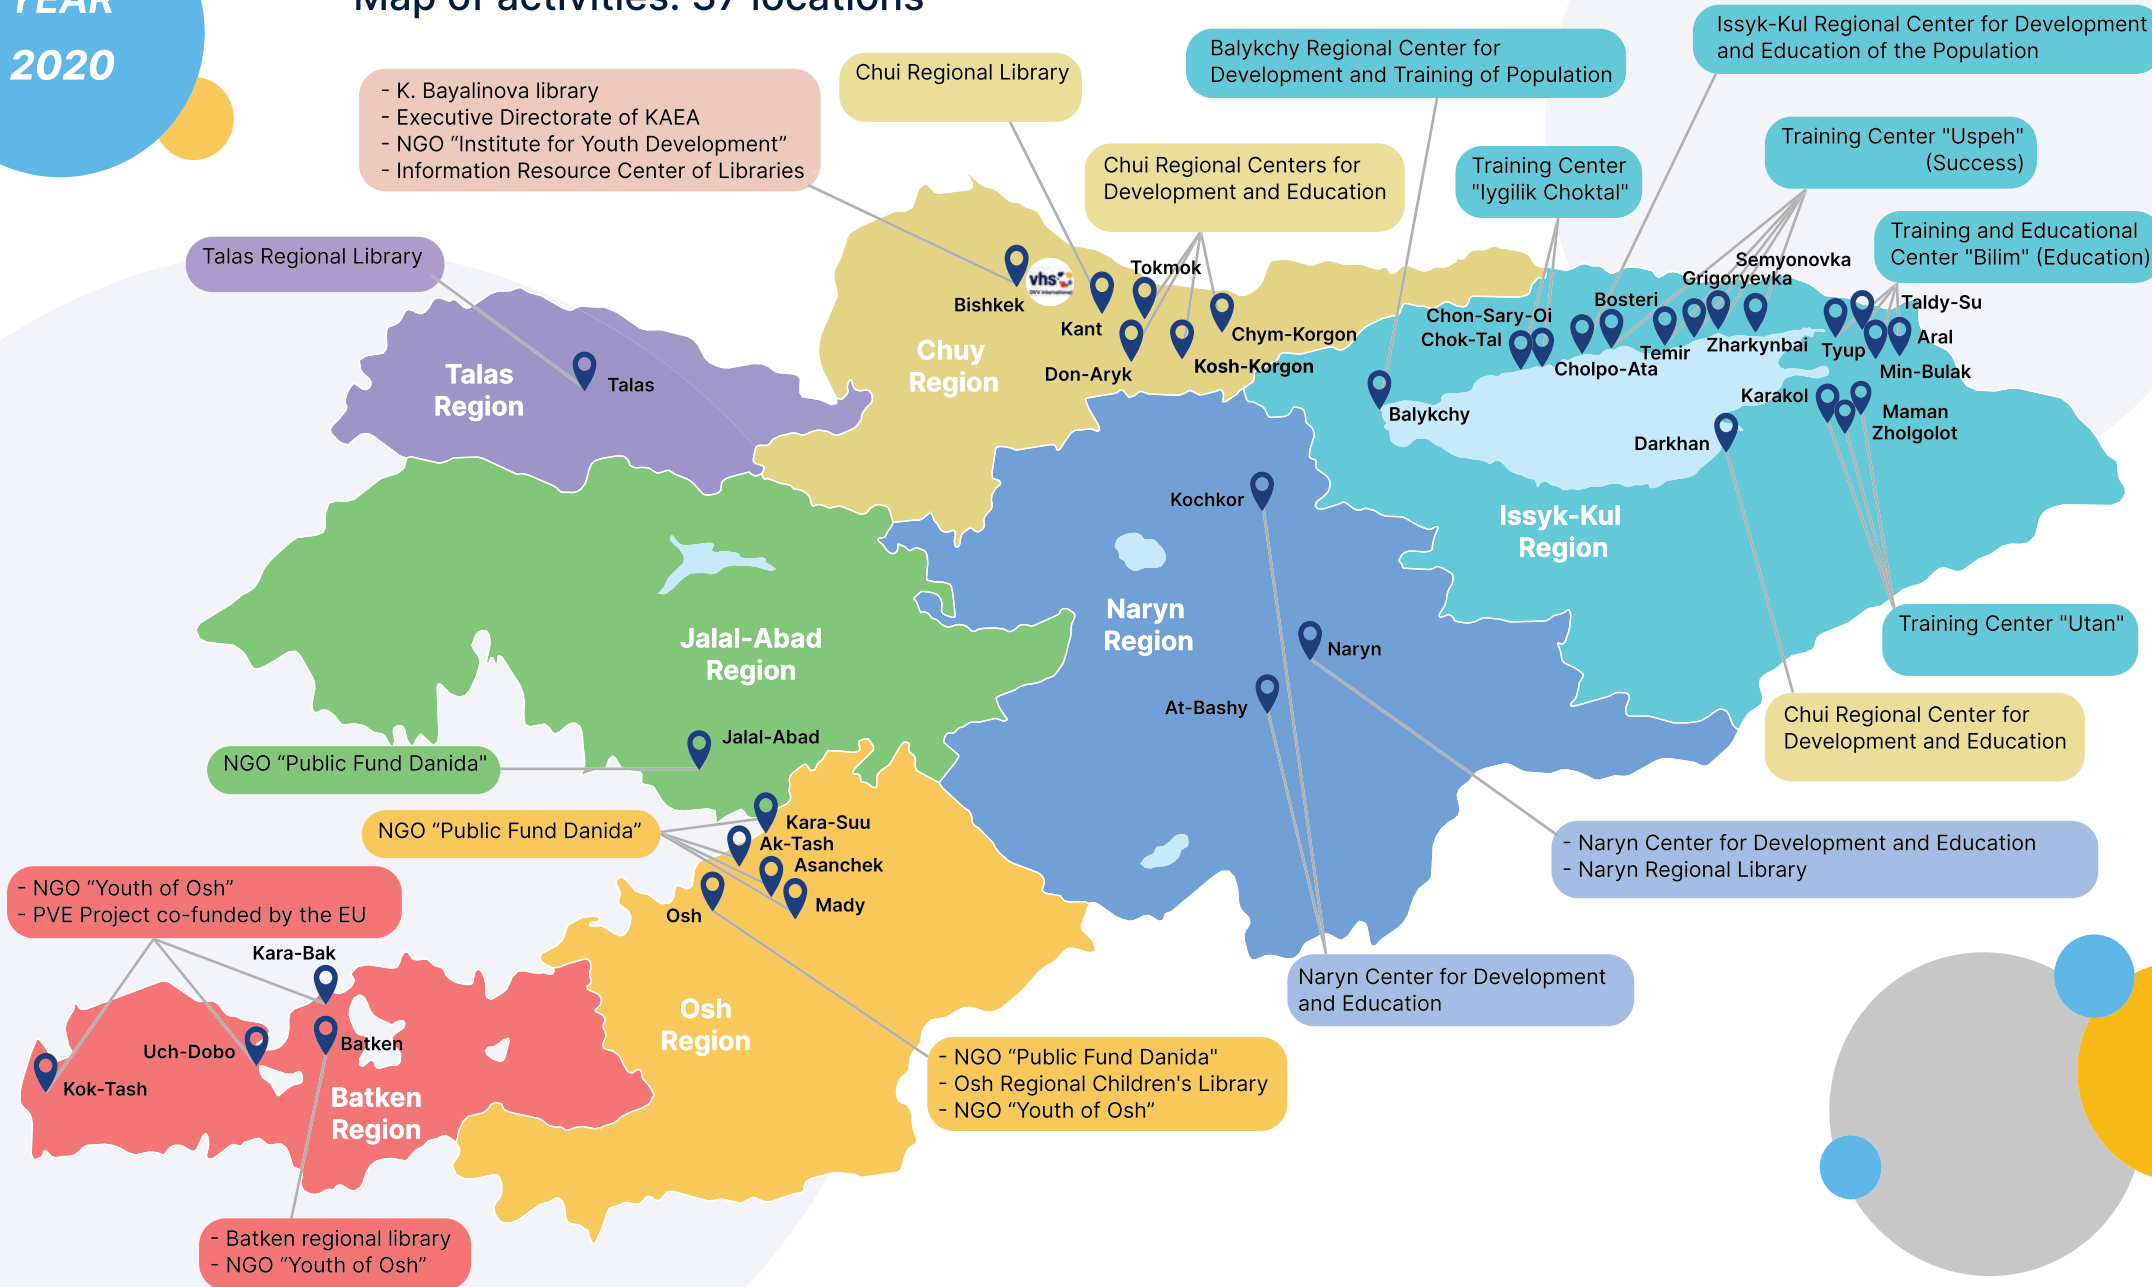 YEAR
2020
Map of activities: 37 locations
- K. Bayalinova library
- Executive Directorate of KAEA
- NGO “Institute for Youth Development”
- Information Resource Center of Libraries
Chui Regional Library
Balykchy Regional Center for
Development and Training of Population
Issyk-Kul Regional Center for Development
and Education of the Population
Chui Regional Centers for
Development and Education
Training Center
"Iygilik Choktal"
Training Center "Uspeh"
(Success)
Training and Educational
Center "Bilim" (Education)
Talas Regional Library
Talas
Region
Talas
Bishkek
vhs
Kant
Tokmok
Don-Aryk
Kosh-Korgon
Chym-Korgon
Chuy
Region
Chon-Sary-Oi
Chok-Tal
Cholpo-Ata
Bosteri
Temir
Grigoryevka
Semyonovka
Zharkynbai
Tyup
Taldy-Su
Aral
Min-Bulak
Balykchy
Karakol
Maman
Zholgolot
Darkhan
Issyk-Kul
Region
Training Center "Utan"
Chui Regional Center for
Development and Education
Kochkor
Naryn
Region
Naryn
At-Bashy
- Naryn Center for Development and Education
- Naryn Regional Library
Naryn Center for Development
and Education
Jalal-Abad
Region
Jalal-Abad
NGO “Public Fund Danida"
NGO “Public Fund Danida”
Kara-Suu
Ak-Tash
Asanchek
Mady
Osh
Osh
Region
- NGO “Public Fund Danida"
- Osh Regional Children's Library
- NGO “Youth of Osh”
- NGO “Youth of Osh”
- PVE Project co-funded by the EU
Kara-Bak
Batken
Uch-Dobo
Kok-Tash
Batken
Region
- Batken regional library
- NGO “Youth of Osh”